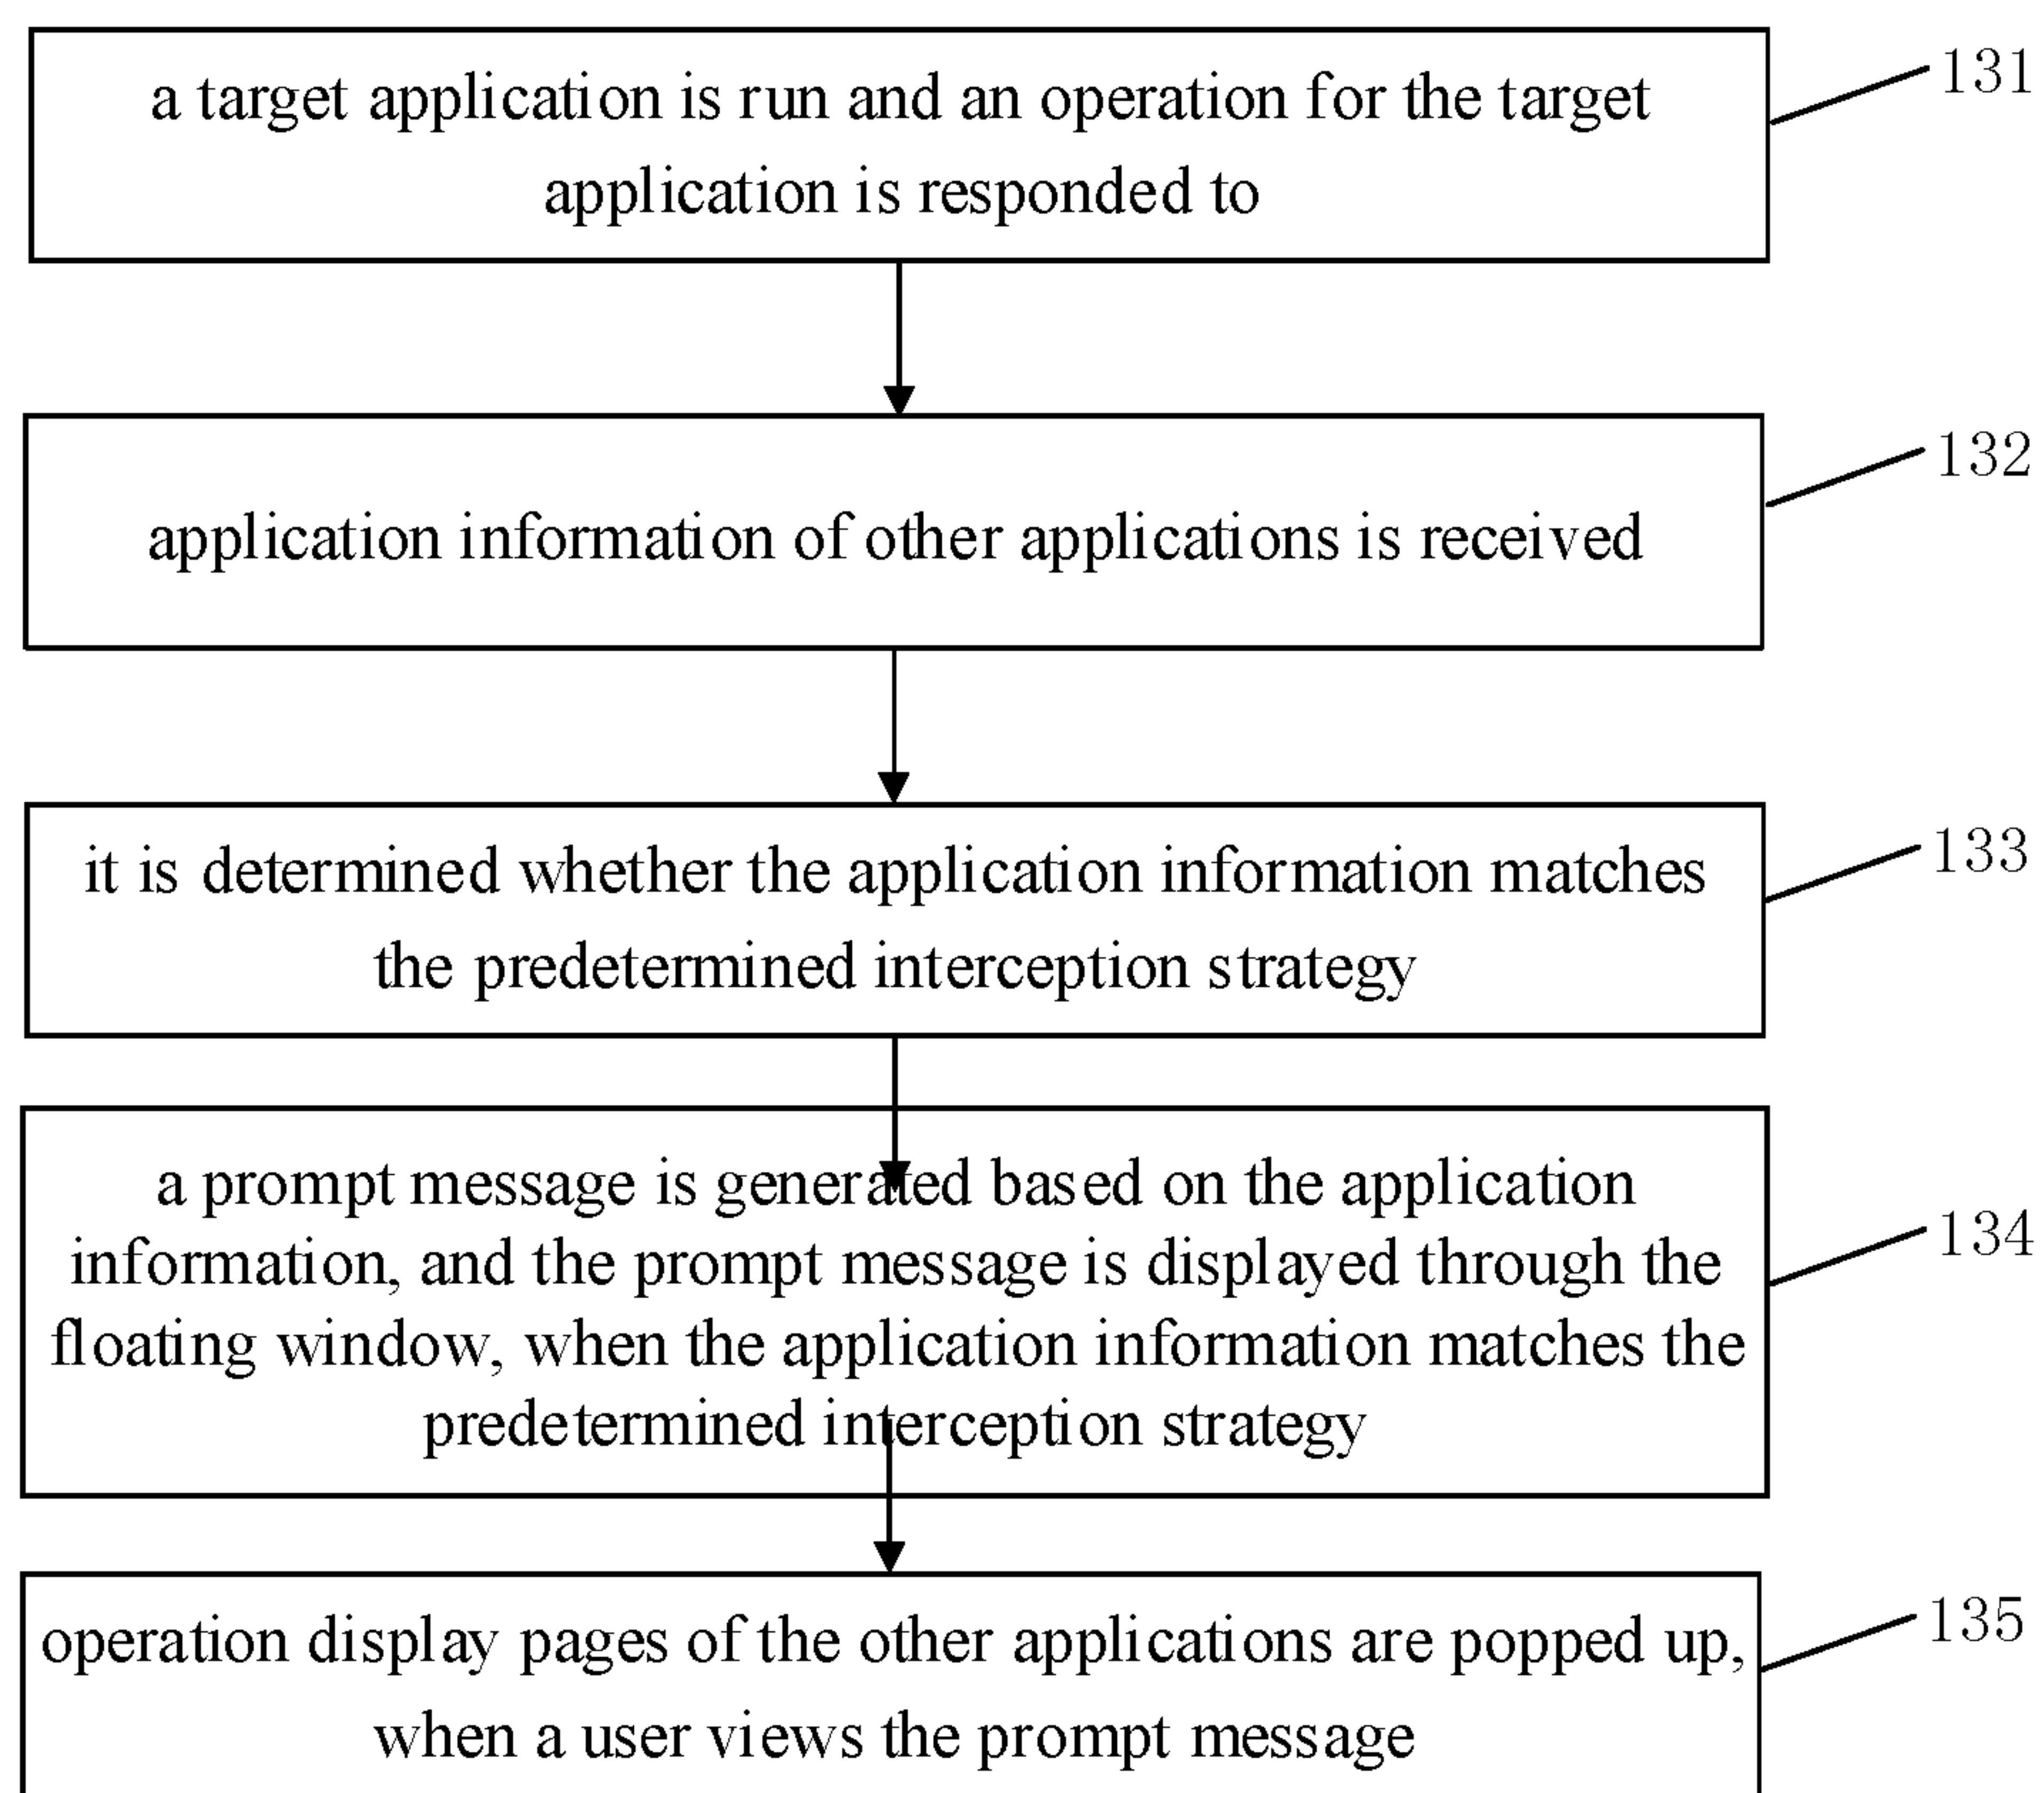 a target application is run and an operation for the target
application is responded to
131
application information of other applications is received
132
it is determined whether the application information matches
the predetermined interception strategy
133
a prompt message is generated based on the application
information, and the prompt message is displayed through the
floating window, when the application information matches the
predetermined interception strategy
134
operation display pages of the other applications are popped up,
when a user views the prompt message
135